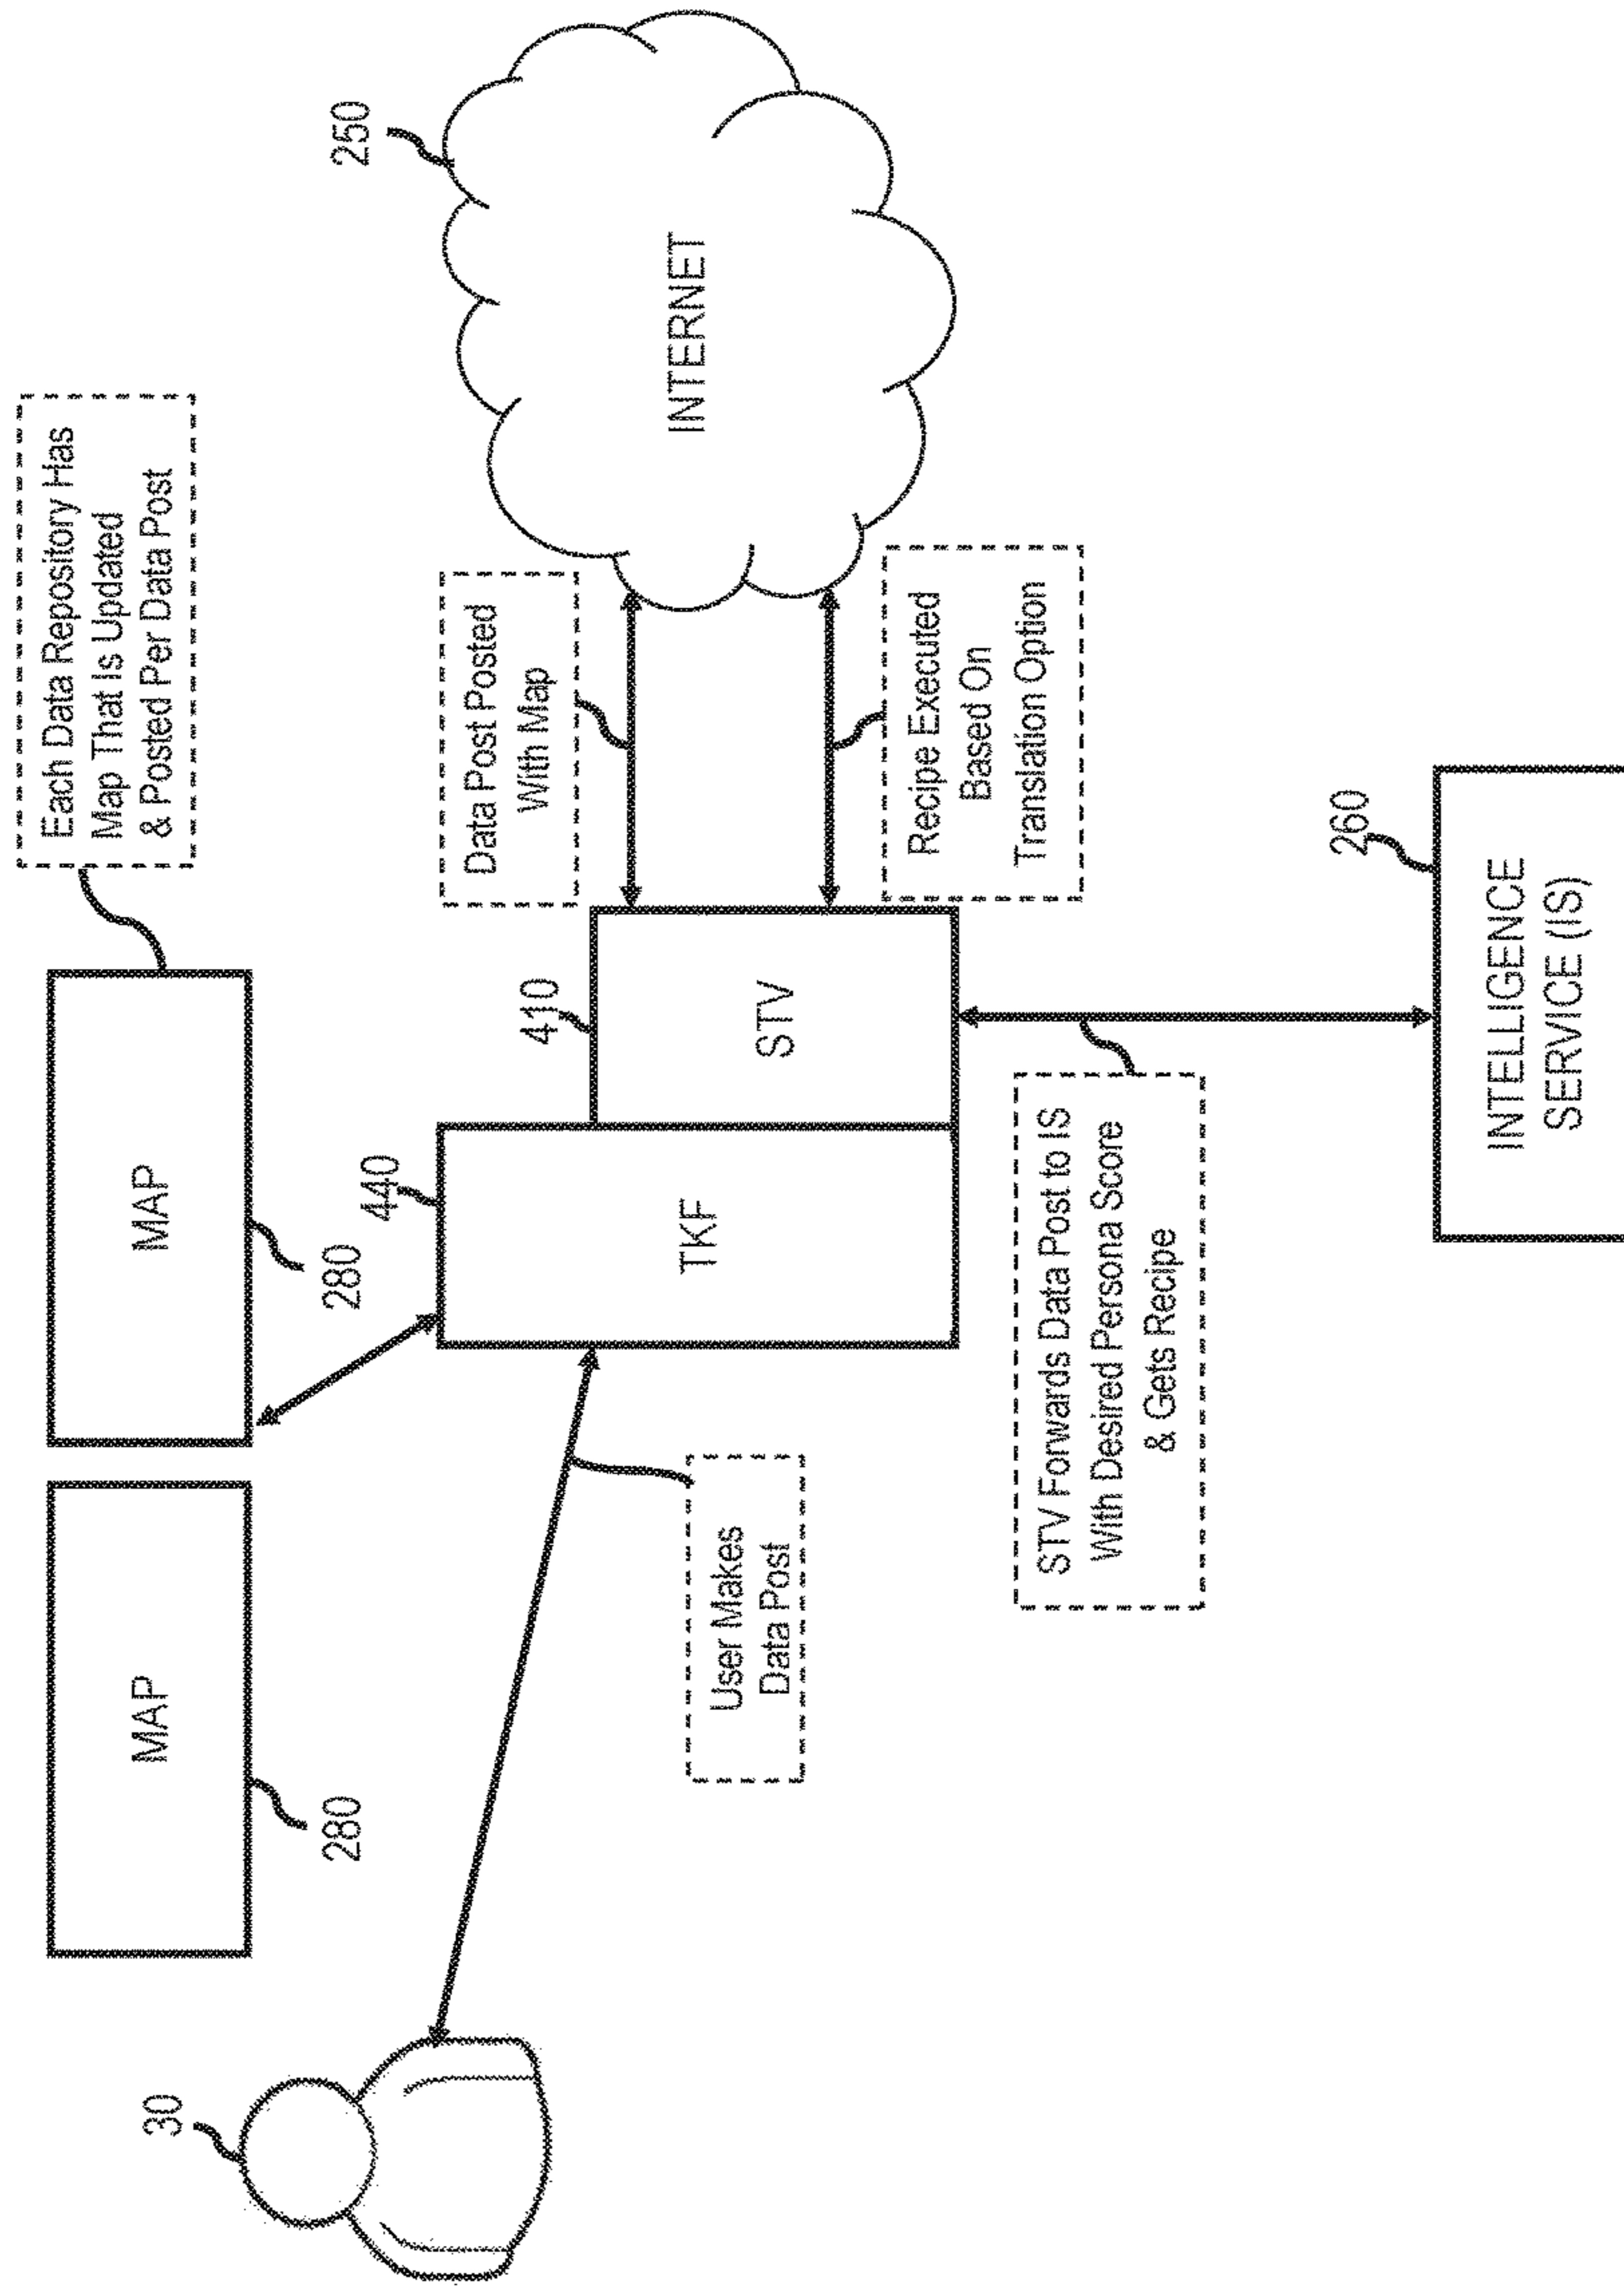 Each Data Repository Has
Map That Is Updated
& Posted Per Data Post
MAP
280
MAP
280
30
440
TKF
410
STV
Data Post Posted
With Map
250
INTERNET
Recipe Executed
Based On
Translation Option
User Makes
Data Post
STV Forwards Data Post to IS
With Desired Persona Score
& Gets Recipe
260
INTELLIGENCE
SERVICE (IS)